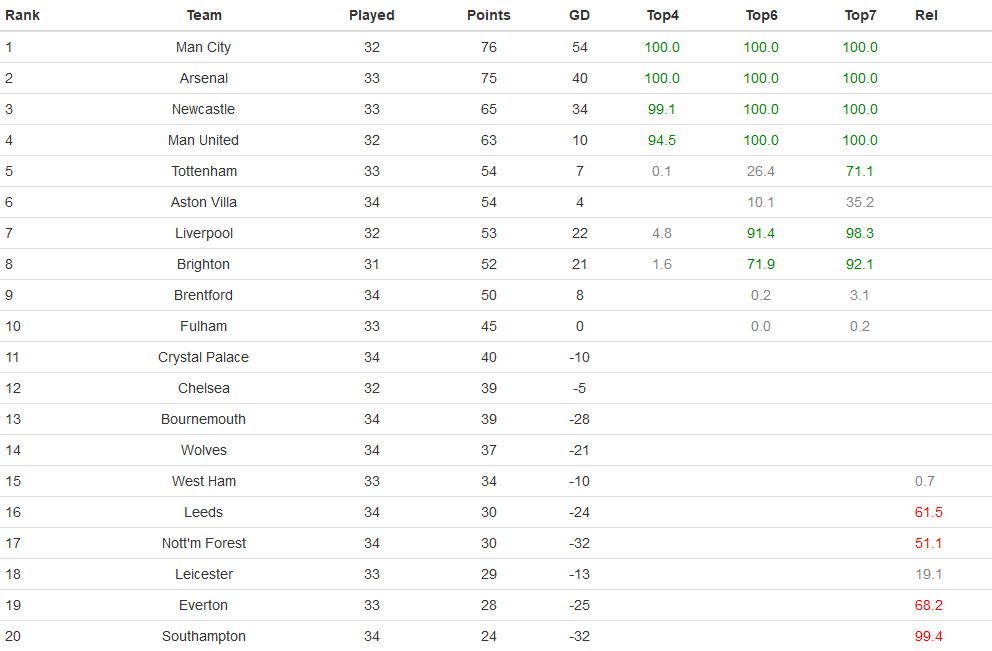 Rank Team Played Points GD Top4 Top6 Top7 Rel
1 Man City 32 76 54 100.0 100.0 100.0
2 Arsenal 33 75 40 100.0 100.0 100.0
3 Newcastle 33 65 34 99.1 100.0 100.0
4 Man United 32 63 10 94.5 100.0 100.0
5 Tottenham 33 54 7 0.1 26.4 71.1
6 Aston Villa 34 54 4 10.1 35.2
7 Liverpool 32 53 22 4.8 91.4 98.3
8 Brighton 31 52 21 1.6 71.9 92.1
9 Brentford 34 50 8 0.2 3.1
10 Fulham 33 45 0 0.0 0.2
11 Crystal Palace 34 40 -10
12 Chelsea 32 39 -5
13 Bournemouth 34 39 -28
14 Wolves 34 37 -21
15 West Ham 33 34 -10 0.7
16 Leeds 34 30 -24 61.5
17 Nott'm Forest 34 30 -32 51.1
18 Leicester 33 29 -13 19.1
19 Everton 33 28 -25 68.2
20 Southampton 34 24 -32 99.4